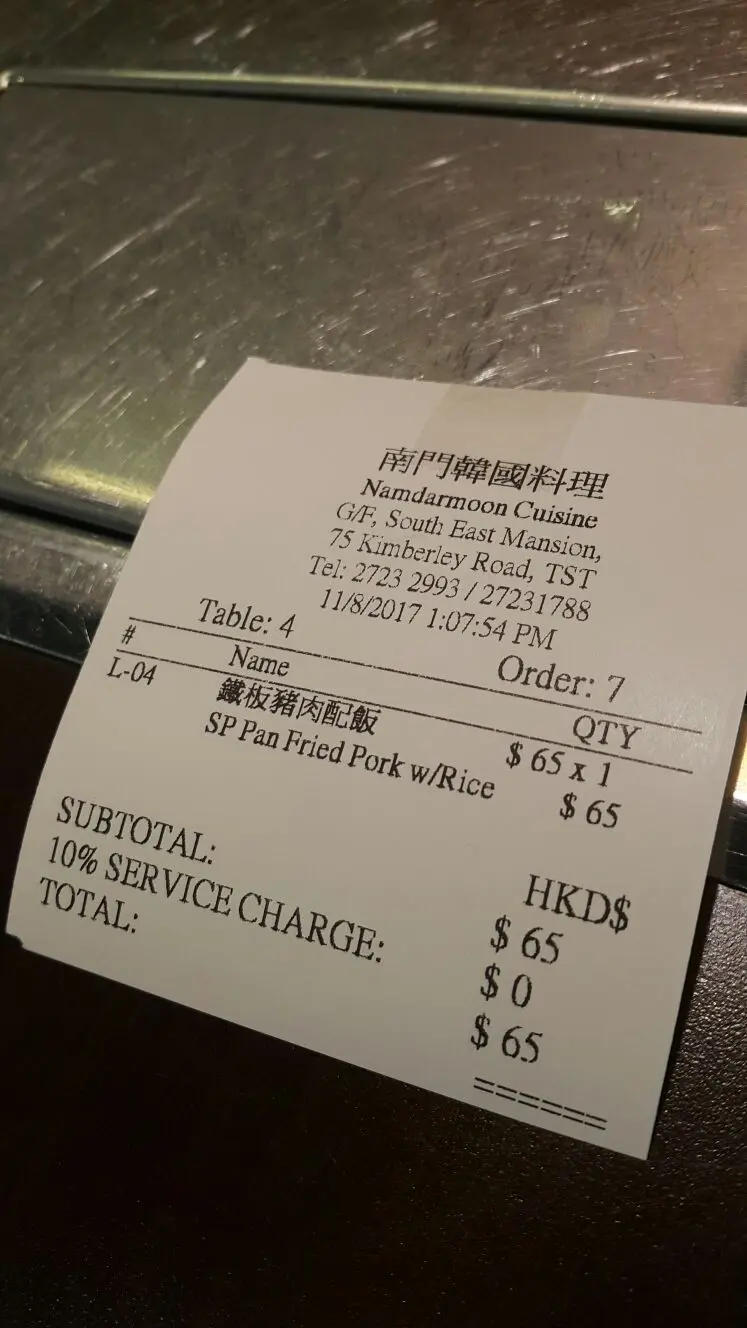 南門韓國料理
Namdarmoon Cuisine
G/F, South East Mansion,
75 Kimberley Road, TST
Tel: 2723 2993 / 27231788
11/8/2017 1:07:54 PM
Table: 4 Order: 7
# Name QTY
L-04 鐵板豬肉配飯 $ 65 x 1
SP Pan Fried Pork w/Rice $ 65
HKD$
SUBTOTAL: $ 65
10% SERVICE CHARGE: $ 0
TOTAL: $ 65
======